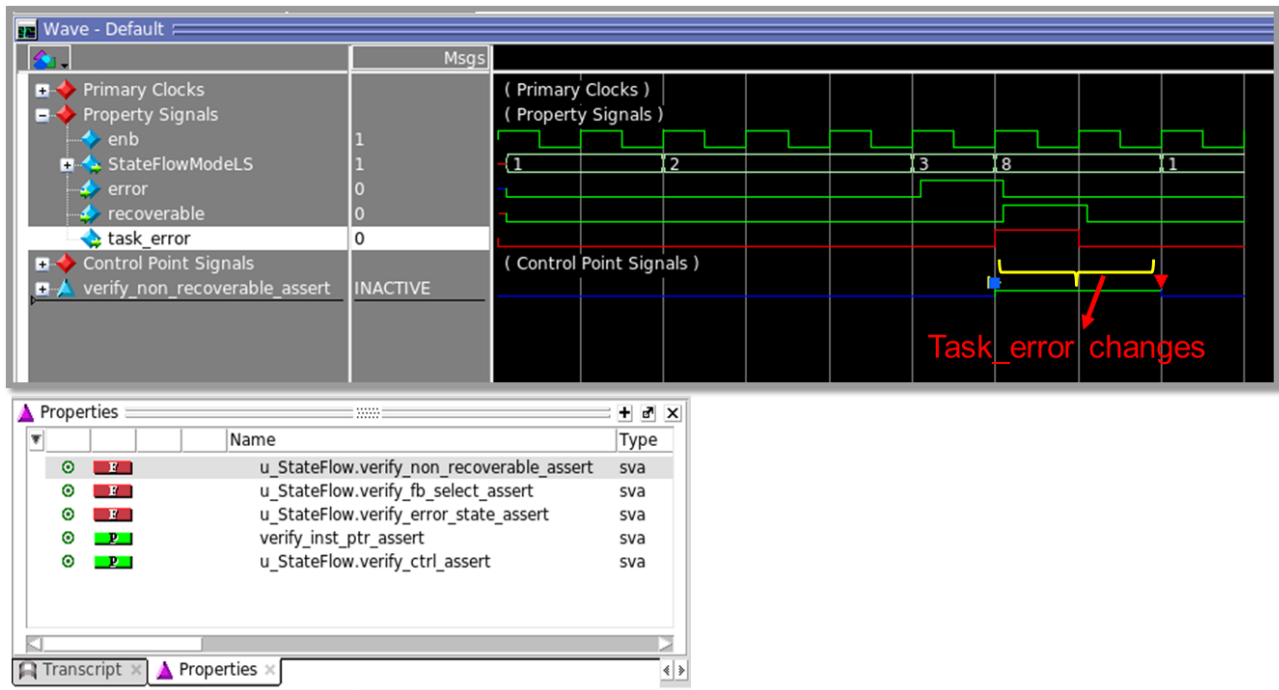 Wave - Default
Msgs
Primary Clocks ( Primary Clocks )
Property Signals ( Property Signals )
enb 1
StateFlowModeLS 1 1 2 3 8 1
error 0
recoverable 0
task_error 0
Control Point Signals ( Control Point Signals )
verify_non_recoverable_assert INACTIVE
Task_error changes
Properties
Name Type
F u_StateFlow.verify_non_recoverable_assert sva
F u_StateFlow.verify_fb_select_assert sva
F u_StateFlow.verify_error_state_assert sva
P verify_inst_ptr_assert sva
P u_StateFlow.verify_ctrl_assert sva
Transcript Properties